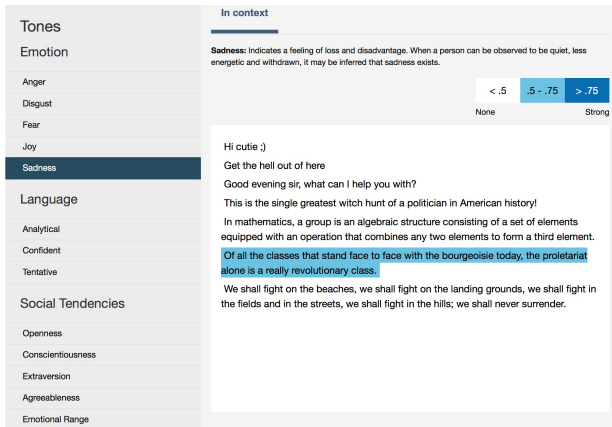 Tones
Emotion
Anger
Disgust
Fear
Joy
Sadness
Language
Analytical
Confident
Tentative
Social Tendencies
Openness
Conscientiousness
Extraversion
Agreeableness
Emotional Range
In context
Sadness: Indicates a feeling of loss and disadvantage. When a person can be observed to be quiet, less
energetic and withdrawn, it may be inferred that sadness exists.
< .5
.5 - .75
> .75
None
Strong
Hi cutie ;)
Get the hell out of here
Good evening sir, what can I help you with?
This is the single greatest witch hunt of a politician in American history!
In mathematics, a group is an algebraic structure consisting of a set of elements
equipped with an operation that combines any two elements to form a third element.
Of all the classes that stand face to face with the bourgeoisie today, the proletariat
alone is a really revolutionary class.
We shall fight on the beaches, we shall fight on the landing grounds, we shall fight in
the fields and in the streets, we shall fight in the hills; we shall never surrender.